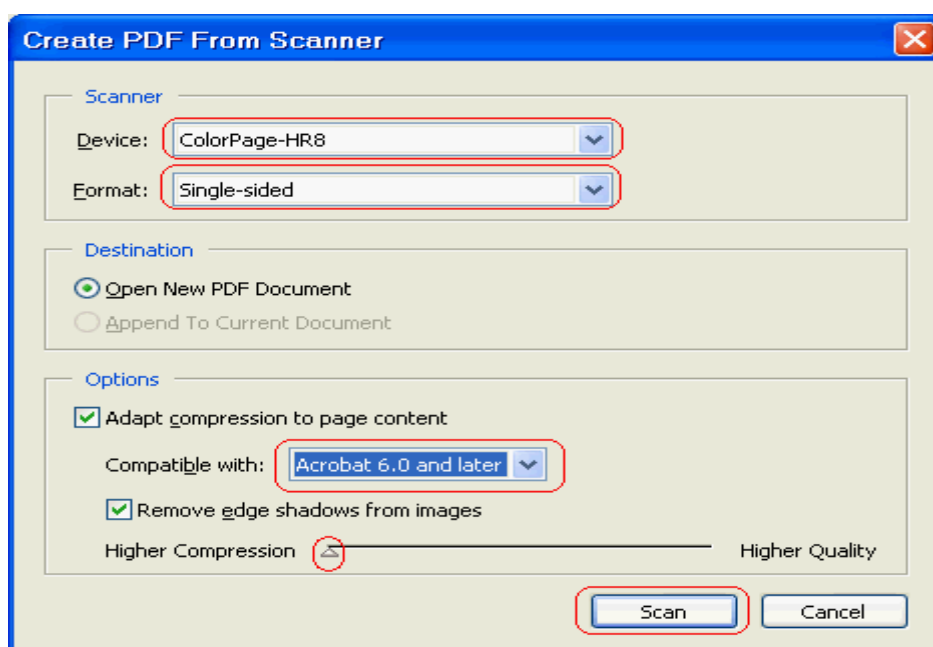 Create PDF From Scanner
Scanner
Device: ColorPage-HR8
Format: Single-sided
Destination
Open New PDF Document
Append To Current Document
Options
Adapt compression to page content
Compatible with: Acrobat 6.0 and later
Remove edge shadows from images
Higher Compression Higher Quality
Scan Cancel